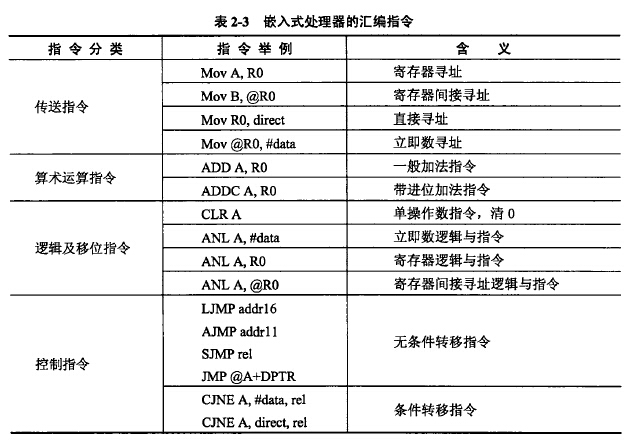 表 2-3 嵌入式处理器的汇编指令
指 令 分 类 指 令 举 例 含 义
传送指令 Mov A, R0 寄存器寻址
Mov B, @R0 寄存器间接寻址
Mov R0, direct 直接寻址
Mov @R0, #data 立即数寻址
算术运算指令 ADD A, R0 一般加法指令
ADDC A, R0 带进位加法指令
逻辑及移位指令 CLR A 单操作数指令，清 0
ANL A, #data 立即数逻辑与指令
ANL A, R0 寄存器逻辑与指令
ANL A, @R0 寄存器间接寻址逻辑与指令
控制指令 LJMP addr16 无条件转移指令
AJMP addr11
SJMP rel
JMP @A+DPTR
CJNE A, #data, rel 条件转移指令
CJNE A, direct, rel